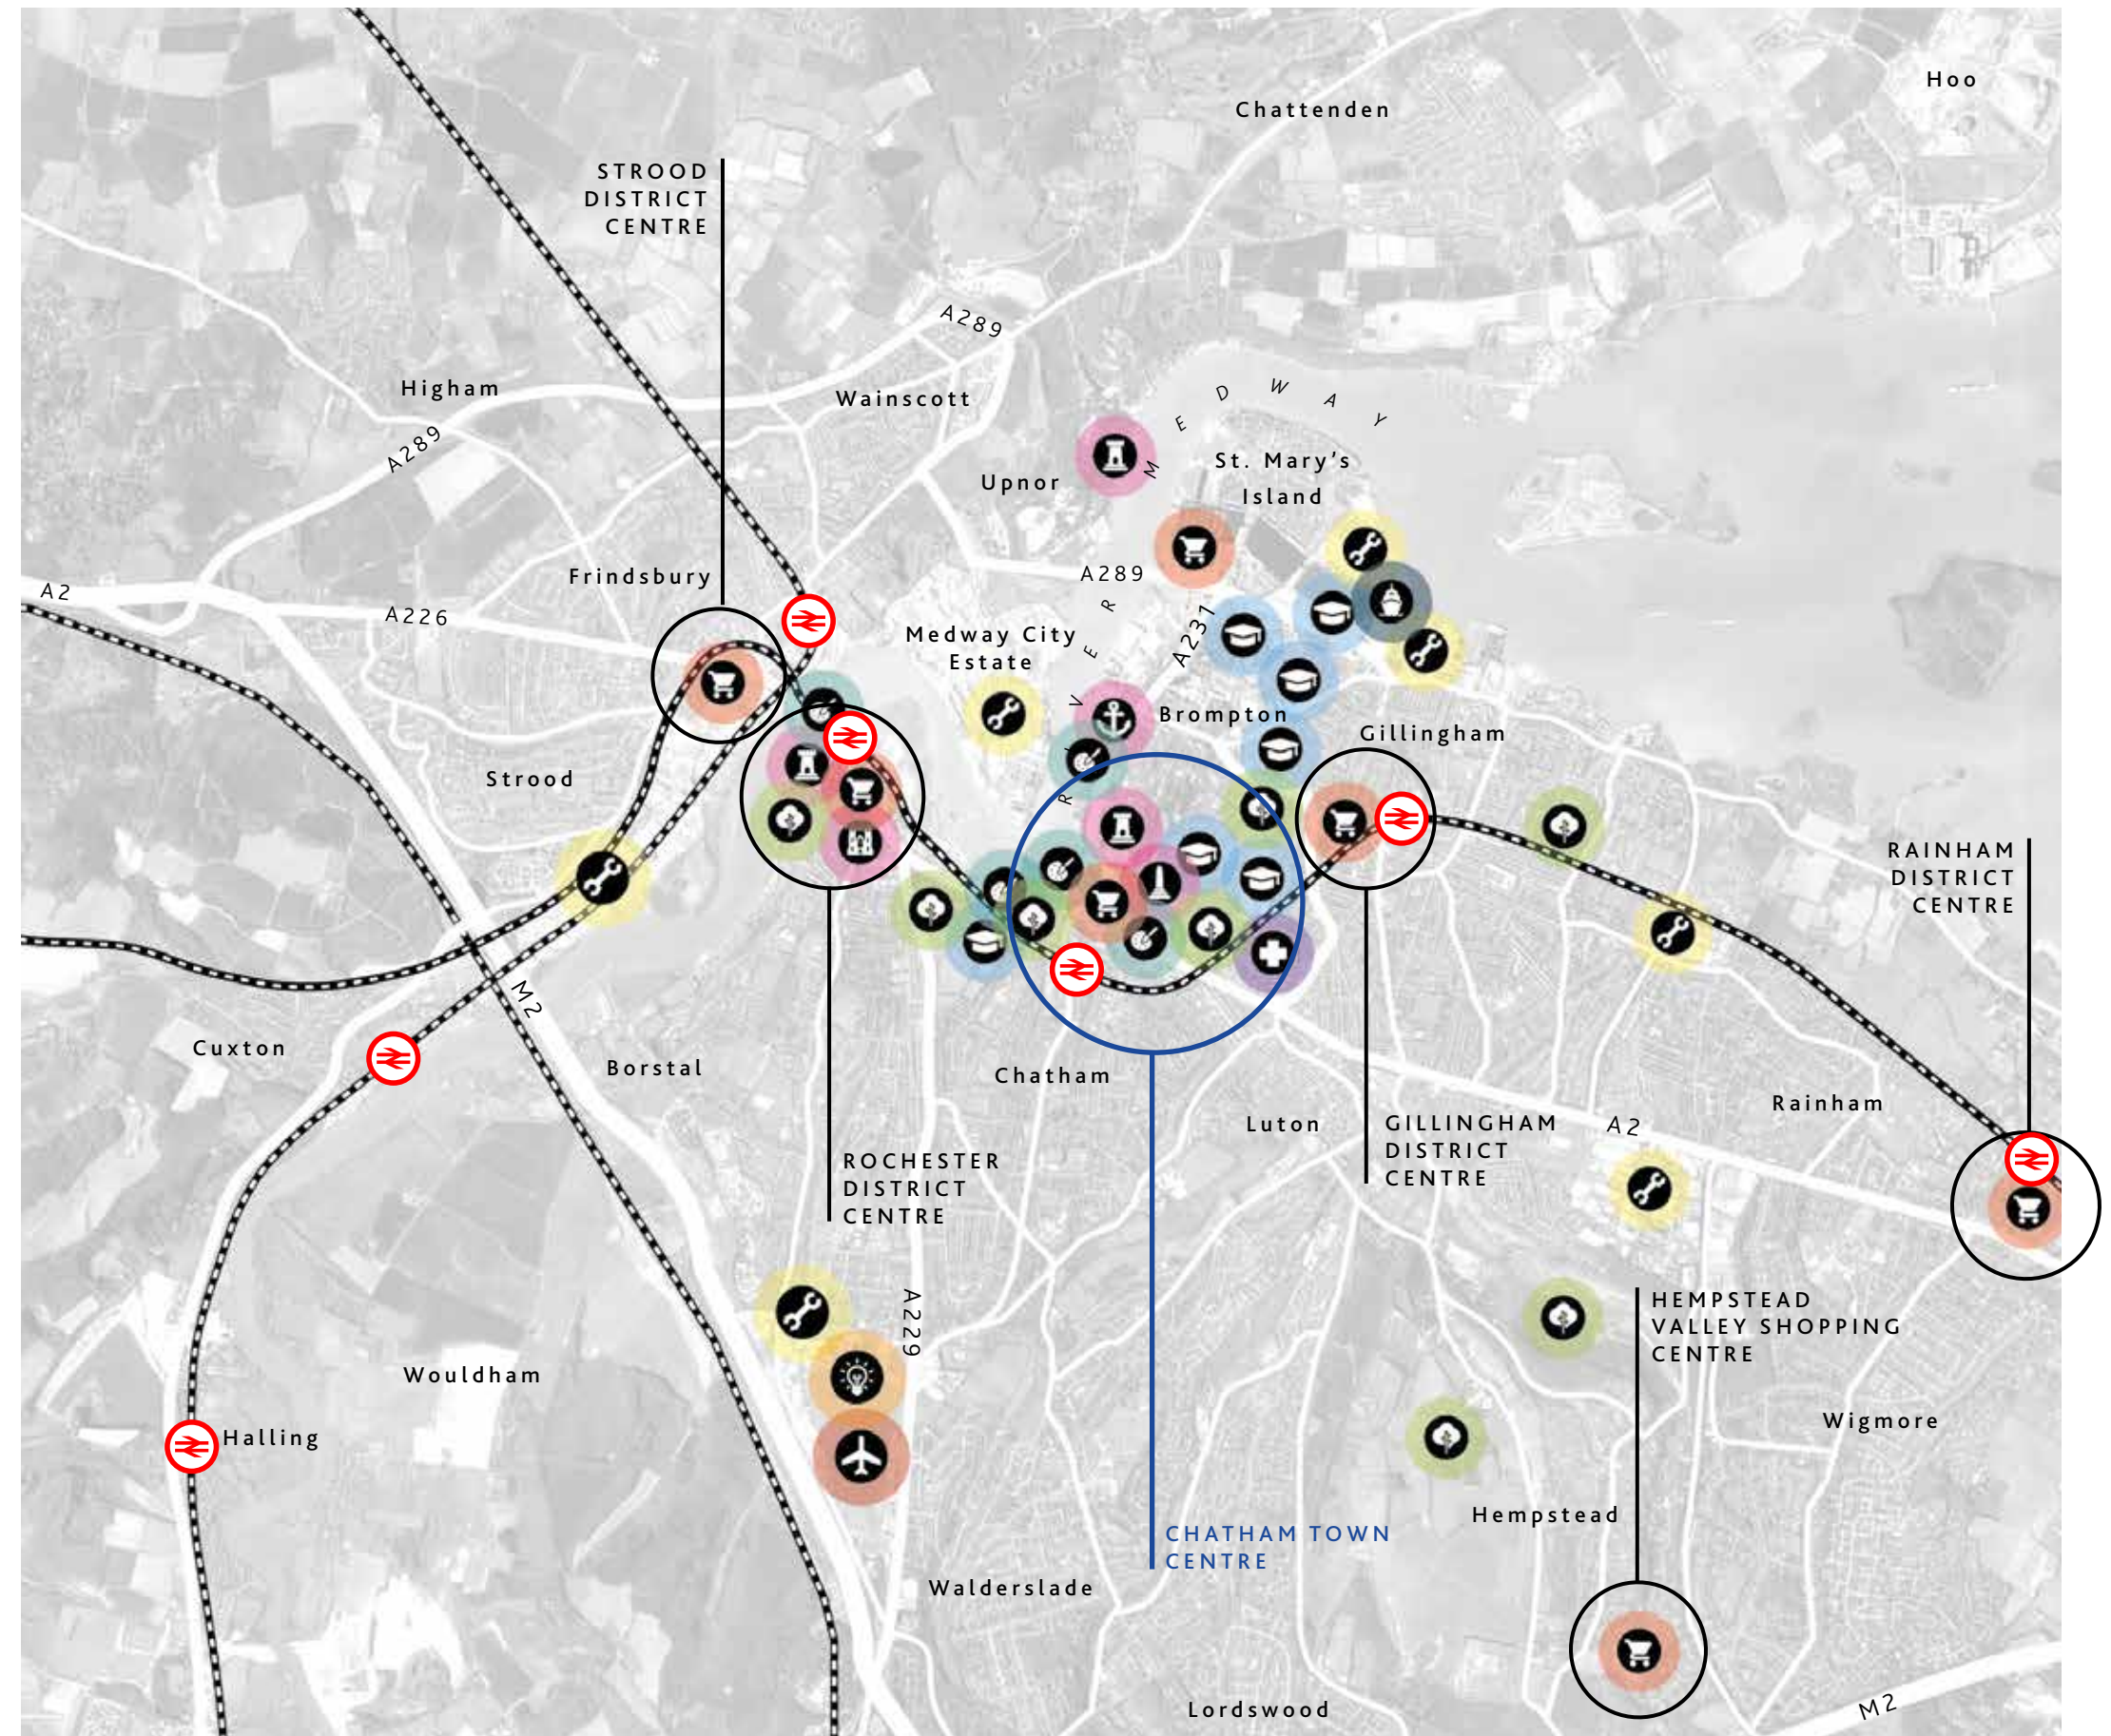 Hoo
Chattenden
STROOD
DISTRICT
CENTRE
A289
Higham
Wainscott
MEDWAY
A289
St. Mary's
Island
Upnor
A2
Frindsbury
A289
A226
RIVER
A231
Medway City
Estate
Brompton
Gillingham
Strood
RAINHAM
DISTRICT
CENTRE
M2
Cuxton
Borstal
Chatham
Luton
Rainham
A2
GILLINGHAM
DISTRICT
CENTRE
ROCHESTER
DISTRICT
CENTRE
A229
HEMPSTEAD
VALLEY SHOPPING
CENTRE
Wouldham
Halling
Wigmore
Hempstead
CHATHAM TOWN
CENTRE
Walderslade
Lordswood
M2